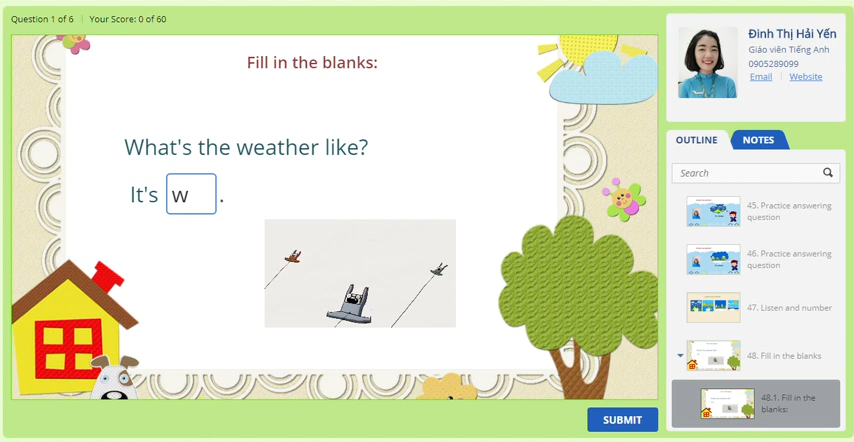 Question 1 of 6 | Your Score: 0 of 60
Fill in the blanks:
What's the weather like?
It's w .
SUBMIT
Đinh Thị Hải Yến
Giáo viên Tiếng Anh
0905289099
Email | Website
OUTLINE NOTES
Search
45. Practice answering
question
46. Practice answering
question
47. Listen and number
48. Fill in the blanks
48.1. Fill in the
blanks: